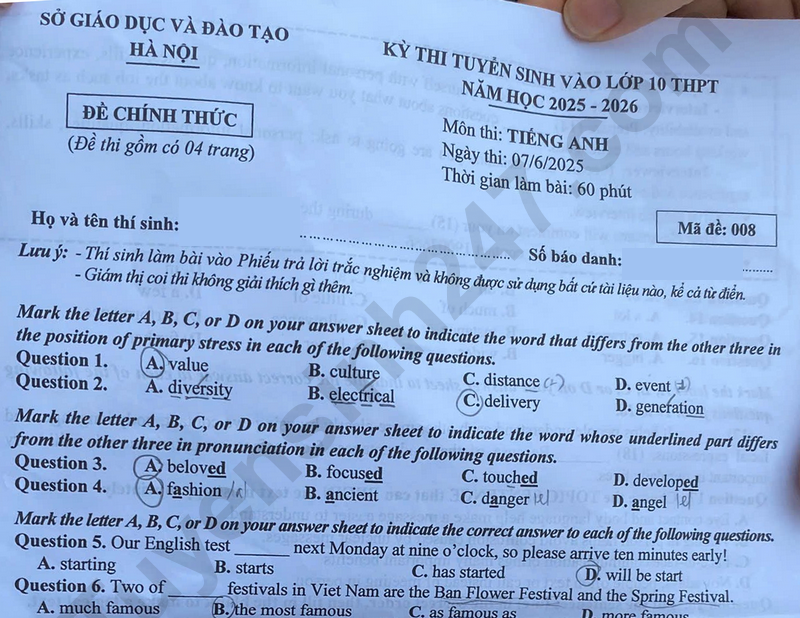 SỞ GIÁO DỤC VÀ ĐÀO TẠO
HÀ NỘI
ĐỀ CHÍNH THỨC
(Đề thi gồm có 04 trang)
KỲ THI TUYỂN SINH VÀO LỚP 10 THPT
NĂM HỌC 2025 - 2026
Môn thi: TIẾNG ANH
Ngày thi: 07/6/2025
Thời gian làm bài: 60 phút
Mã đề: 008
Họ và tên thí sinh: ........................................ Số báo danh: ..........
Lưu ý: - Thí sinh làm bài vào Phiếu trả lời trắc nghiệm và không được sử dụng bất cứ tài liệu nào, kể cả từ điển.
- Giám thị coi thi không giải thích gì thêm.
Mark the letter A, B, C, or D on your answer sheet to indicate the word that differs from the other three in
the position of primary stress in each of the following questions.
Question 1. A. value B. culture C. distance D. event
Question 2. A. diversity B. electrical C. delivery D. generation
Mark the letter A, B, C, or D on your answer sheet to indicate the word whose underlined part differs
from the other three in pronunciation in each of the following questions.
Question 3. A. beloved B. focused C. touched D. developed
Question 4. A. fashion B. ancient C. danger D. angel
Mark the letter A, B, C, or D on your answer sheet to indicate the correct answer to each of the following questions.
Question 5. Our English test ______ next Monday at nine o'clock, so please arrive ten minutes early!
A. starting B. starts C. has started D. will be start
Question 6. Two of ______ festivals in Viet Nam are the Ban Flower Festival and the Spring Festival.
A. much famous B. the most famous C. as famous as D. more famous
tuyensinh247.com